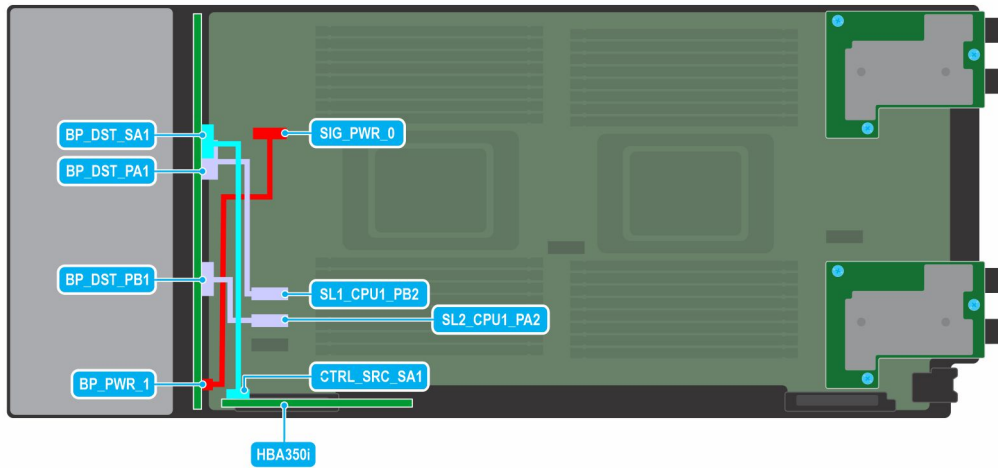 BP_DST_SA1
SIG_PWR_0
BP_DST_PA1
BP_DST_PB1
SL1_CPU1_PB2
SL2_CPU1_PA2
BP_PWR_1
CTRL_SRC_SA1
HBA350i